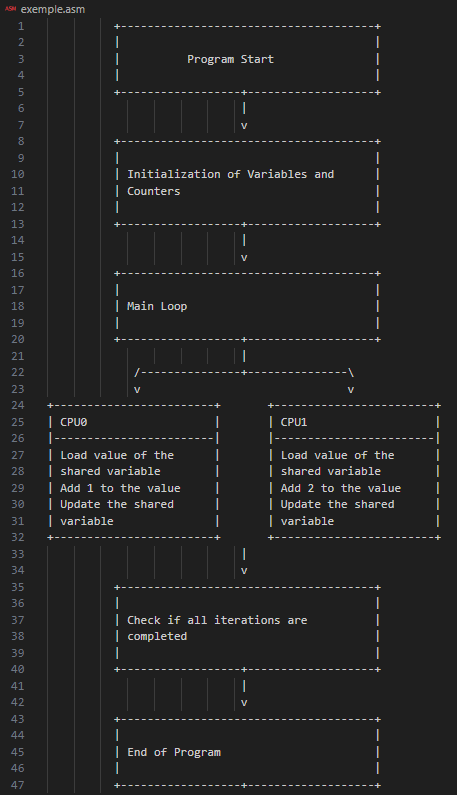 ASM exemple.asm
1 +--------------------------------------+
2 | |
3 | Program Start |
4 | |
5 +------------------+-------------------+
6 |
7 v
8 +--------------------------------------+
9 | |
10 | Initialization of Variables and |
11 | Counters |
12 | |
13 +------------------+-------------------+
14 |
15 v
16 +--------------------------------------+
17 | |
18 | Main Loop |
19 | |
20 +------------------+-------------------+
21 |
22 /---------------+---------------\
23 v v
24 +------------------------+ +------------------------+
25 | CPU0 | | CPU1 |
26 |------------------------| |------------------------|
27 | Load value of the | | Load value of the |
28 | shared variable | | shared variable |
29 | Add 1 to the value | | Add 2 to the value |
30 | Update the shared | | Update the shared |
31 | variable | | variable |
32 +------------------------+ +------------------------+
33 |
34 v
35 +--------------------------------------+
36 | |
37 | Check if all iterations are |
38 | completed |
39 | |
40 +------------------+-------------------+
41 |
42 v
43 +--------------------------------------+
44 | |
45 | End of Program |
46 | |
47 +------------------+-------------------+